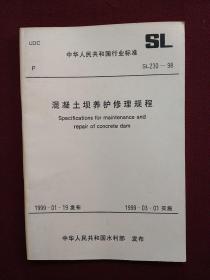 UDC
SL
中华人民共和国行业标准
P
SL 230－98
混凝土坝养护修理规程
Specifications for maintenance and
repair of concrete dam
1999-01-19 发布
1999-03-01 实施
中华人民共和国水利部 发布